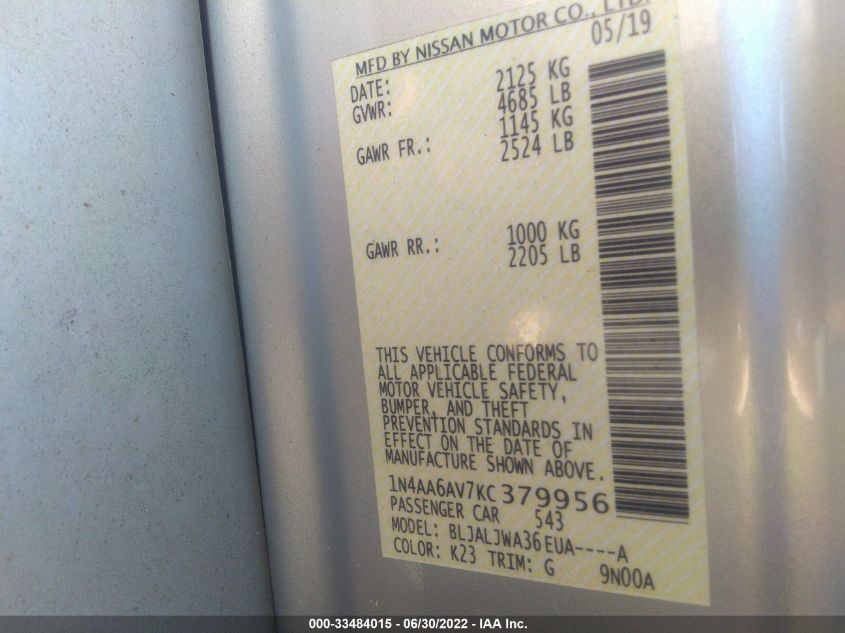 MFD BY NISSAN MOTOR CO., LTD.
DATE: 05/19
GVWR: 2125 KG
4685 LB
GAWR FR.: 1145 KG
2524 LB
GAWR RR.: 1000 KG
2205 LB
THIS VEHICLE CONFORMS TO
ALL APPLICABLE FEDERAL
MOTOR VEHICLE SAFETY,
BUMPER, AND THEFT
PREVENTION STANDARDS IN
EFFECT ON THE DATE OF
MANUFACTURE SHOWN ABOVE.
1N4AA6AV7KC379956
PASSENGER CAR 543
MODEL: BLJALJWA36EUA----A
COLOR: K23 TRIM: G 9N00A
000-33484015 - 06/30/2022 - IAA Inc.